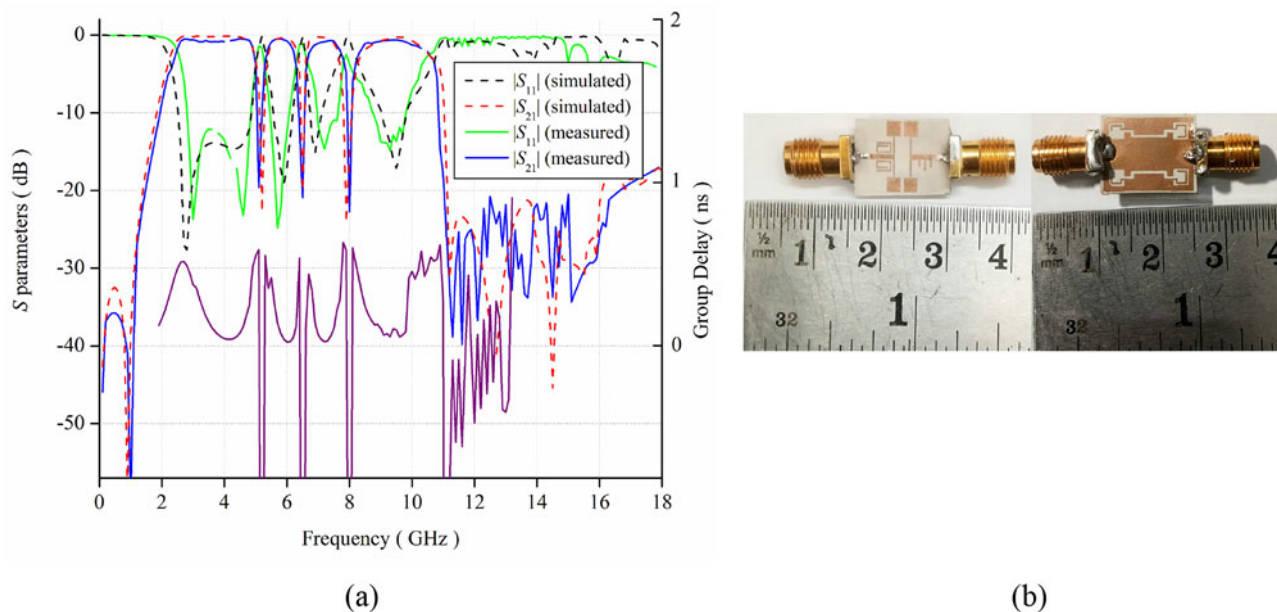 0
-10
-20
-30
-40
-50
S parameters ( dB )
2
1
0
Group Delay ( ns )
|S11| (simulated)
|S21| (simulated)
|S11| (measured)
|S21| (measured)
0 2 4 6 8 10 12 14 16 18
Frequency ( GHz )
½
mm
1 2 3 4
32
1
½
mm
1 2 3 4
32
1
(a)
(b)